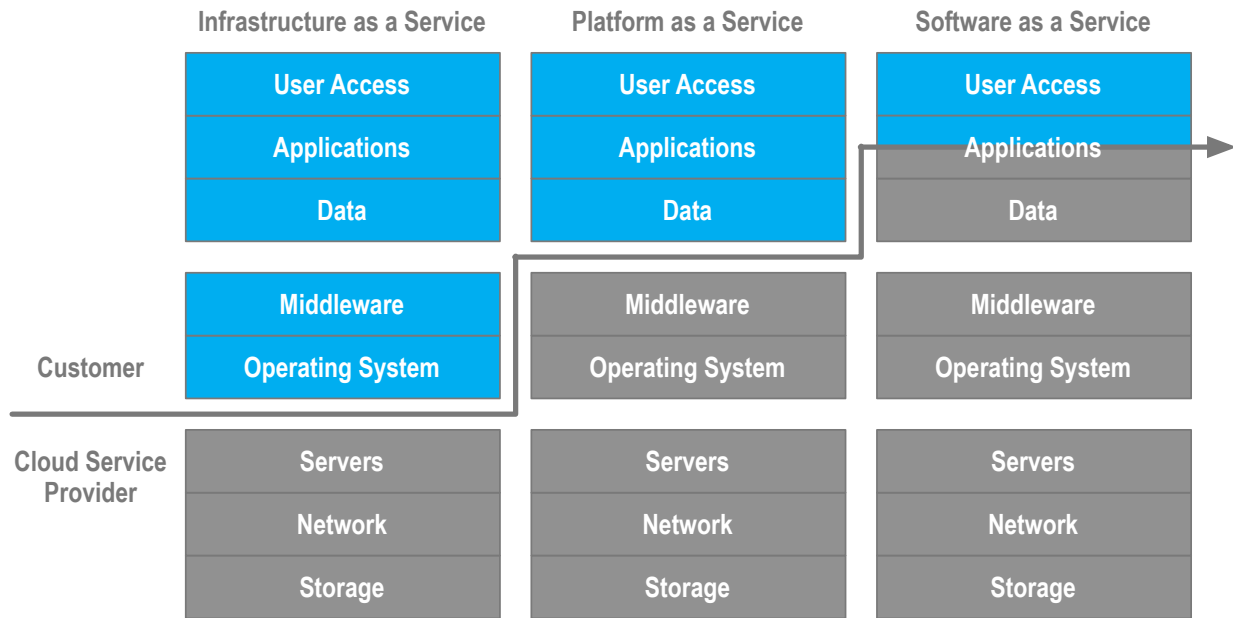 Infrastructure as a Service
Platform as a Service
Software as a Service
User Access
User Access
User Access
Applications
Applications
Applications
Data
Data
Data
Middleware
Middleware
Middleware
Customer
Operating System
Operating System
Operating System
Cloud Service
Provider
Servers
Servers
Servers
Network
Network
Network
Storage
Storage
Storage